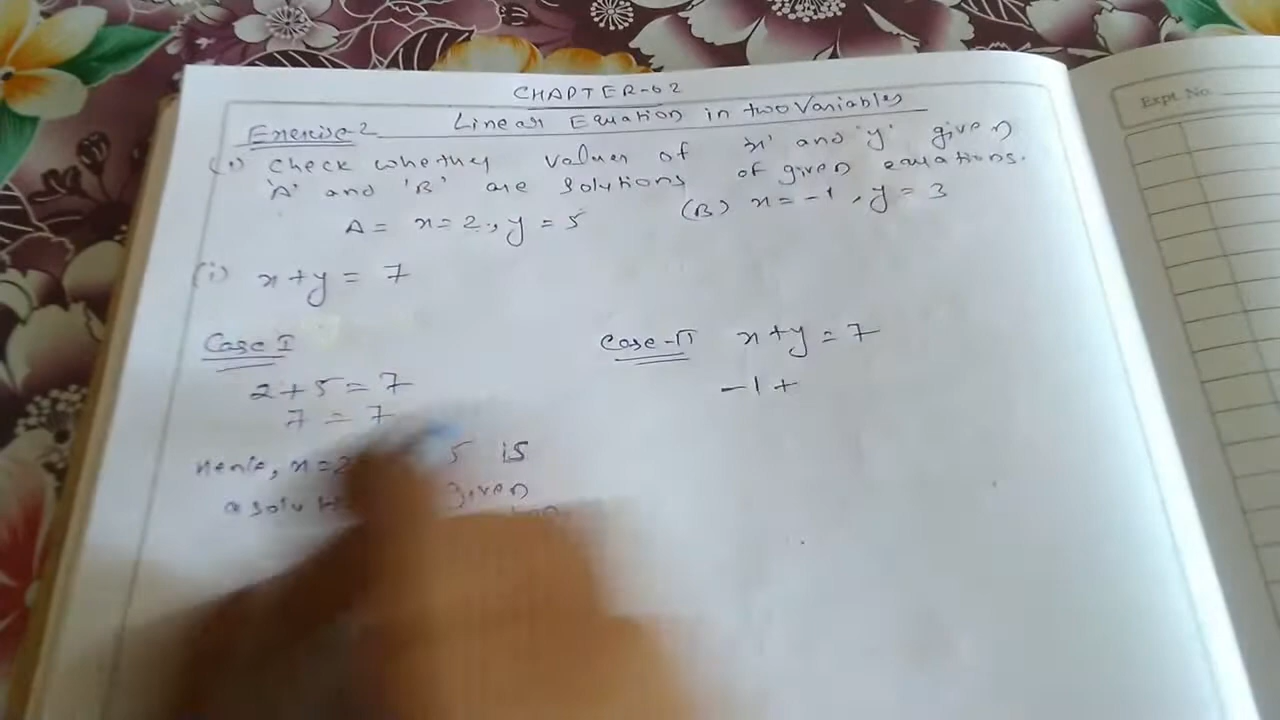 CHAPTER-02
Linear Equation in two Variables
Exercise-2
(1) Check whether values of 'x' and 'y' given
'A' and 'B' are solutions of given equations.
A = x=2, y=5 (B) x=-1, y=3
(i) x+y=7
Case I
2+5=7
7=7
Hence, x=2 5 is
a solu given
Case-II x+y=7
-1+
Expt. No.